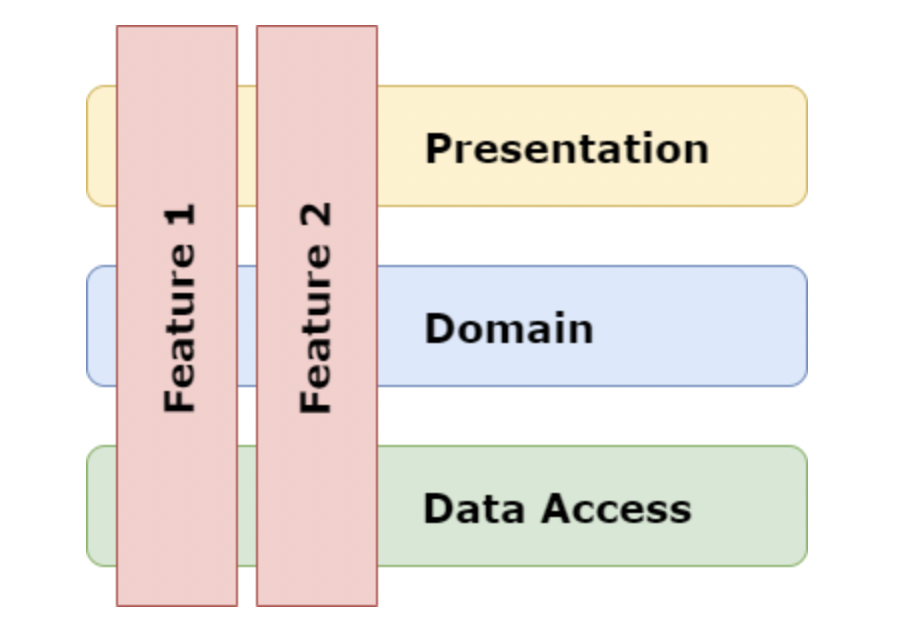 Feature 1
Feature 2
Presentation
Domain
Data Access